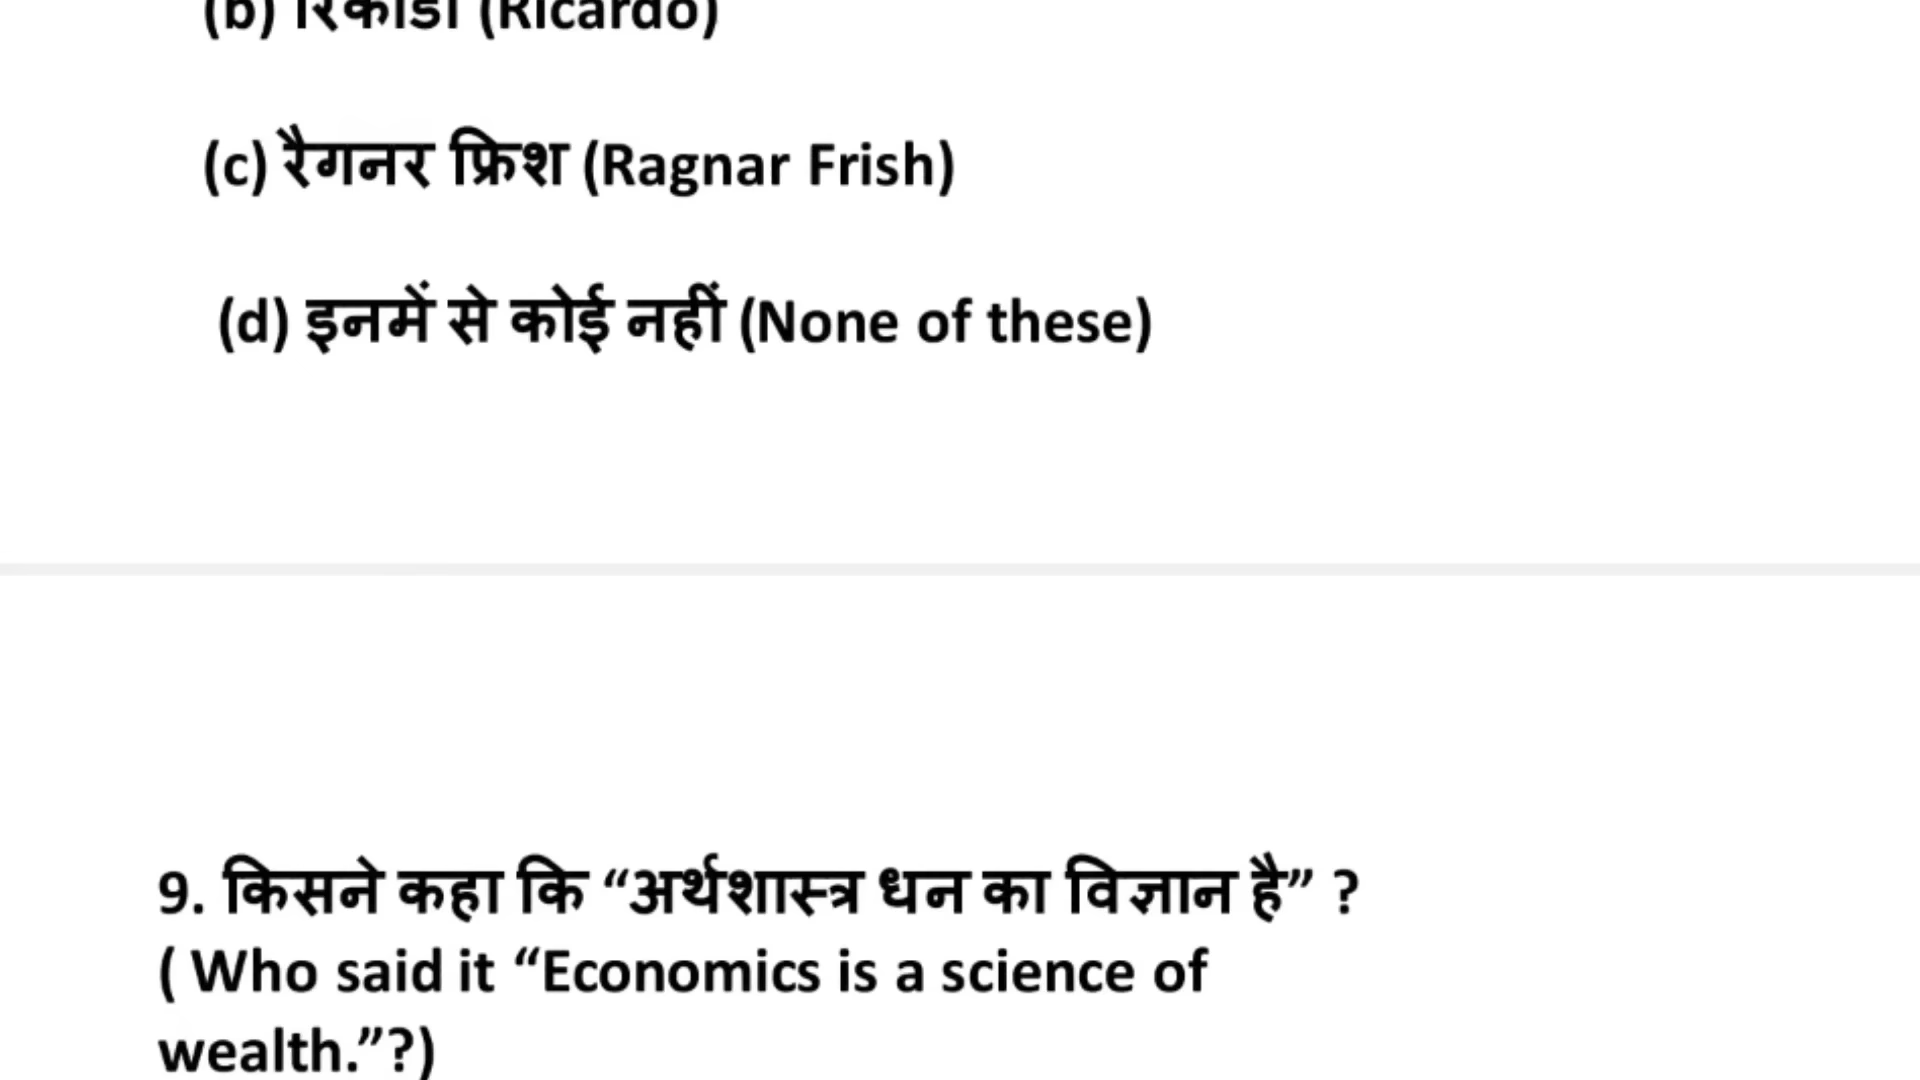 (b) रिकार्डो (Ricardo)
(c) रैगनर फ्रिश (Ragnar Frish)
(d) इनमें से कोई नहीं (None of these)
9. किसने कहा कि “अर्थशास्त्र धन का विज्ञान है” ?
( Who said it “Economics is a science of
wealth.”?)